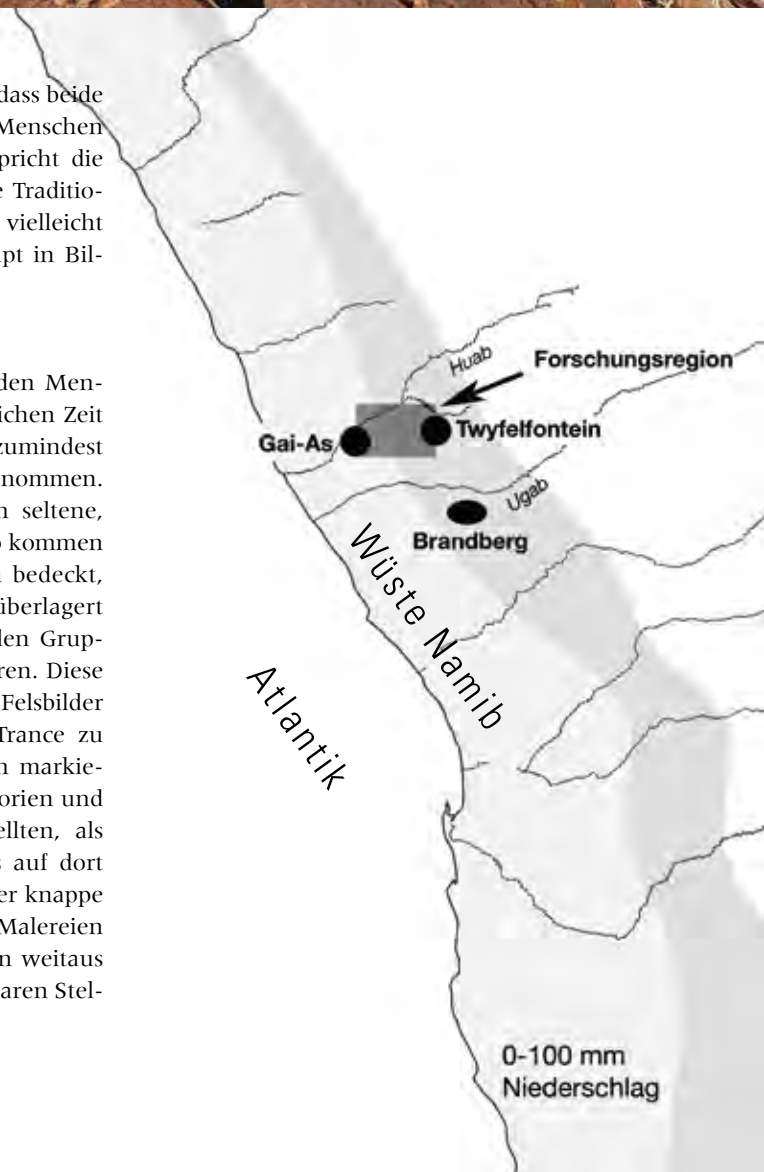 dass beide
Menschen
pricht die
e Traditio-
vielleicht
pt in Bil-
den Men-
ichen Zeit
zumindest
nommen.
n seltene,
o kommen
bedeckt,
überlagert
den Grup-
ren. Diese
Felsbilder
Trance zu
n markie-
orien und
ellten, als
auf dort
er knappe
Malereien
n weitaus
aren Stel-
Huab
Forschungsregion
Gai-As
Twyfelfontein
Ugab
Brandberg
Wüste Namib
Atlantik
0-100 mm
Niederschlag